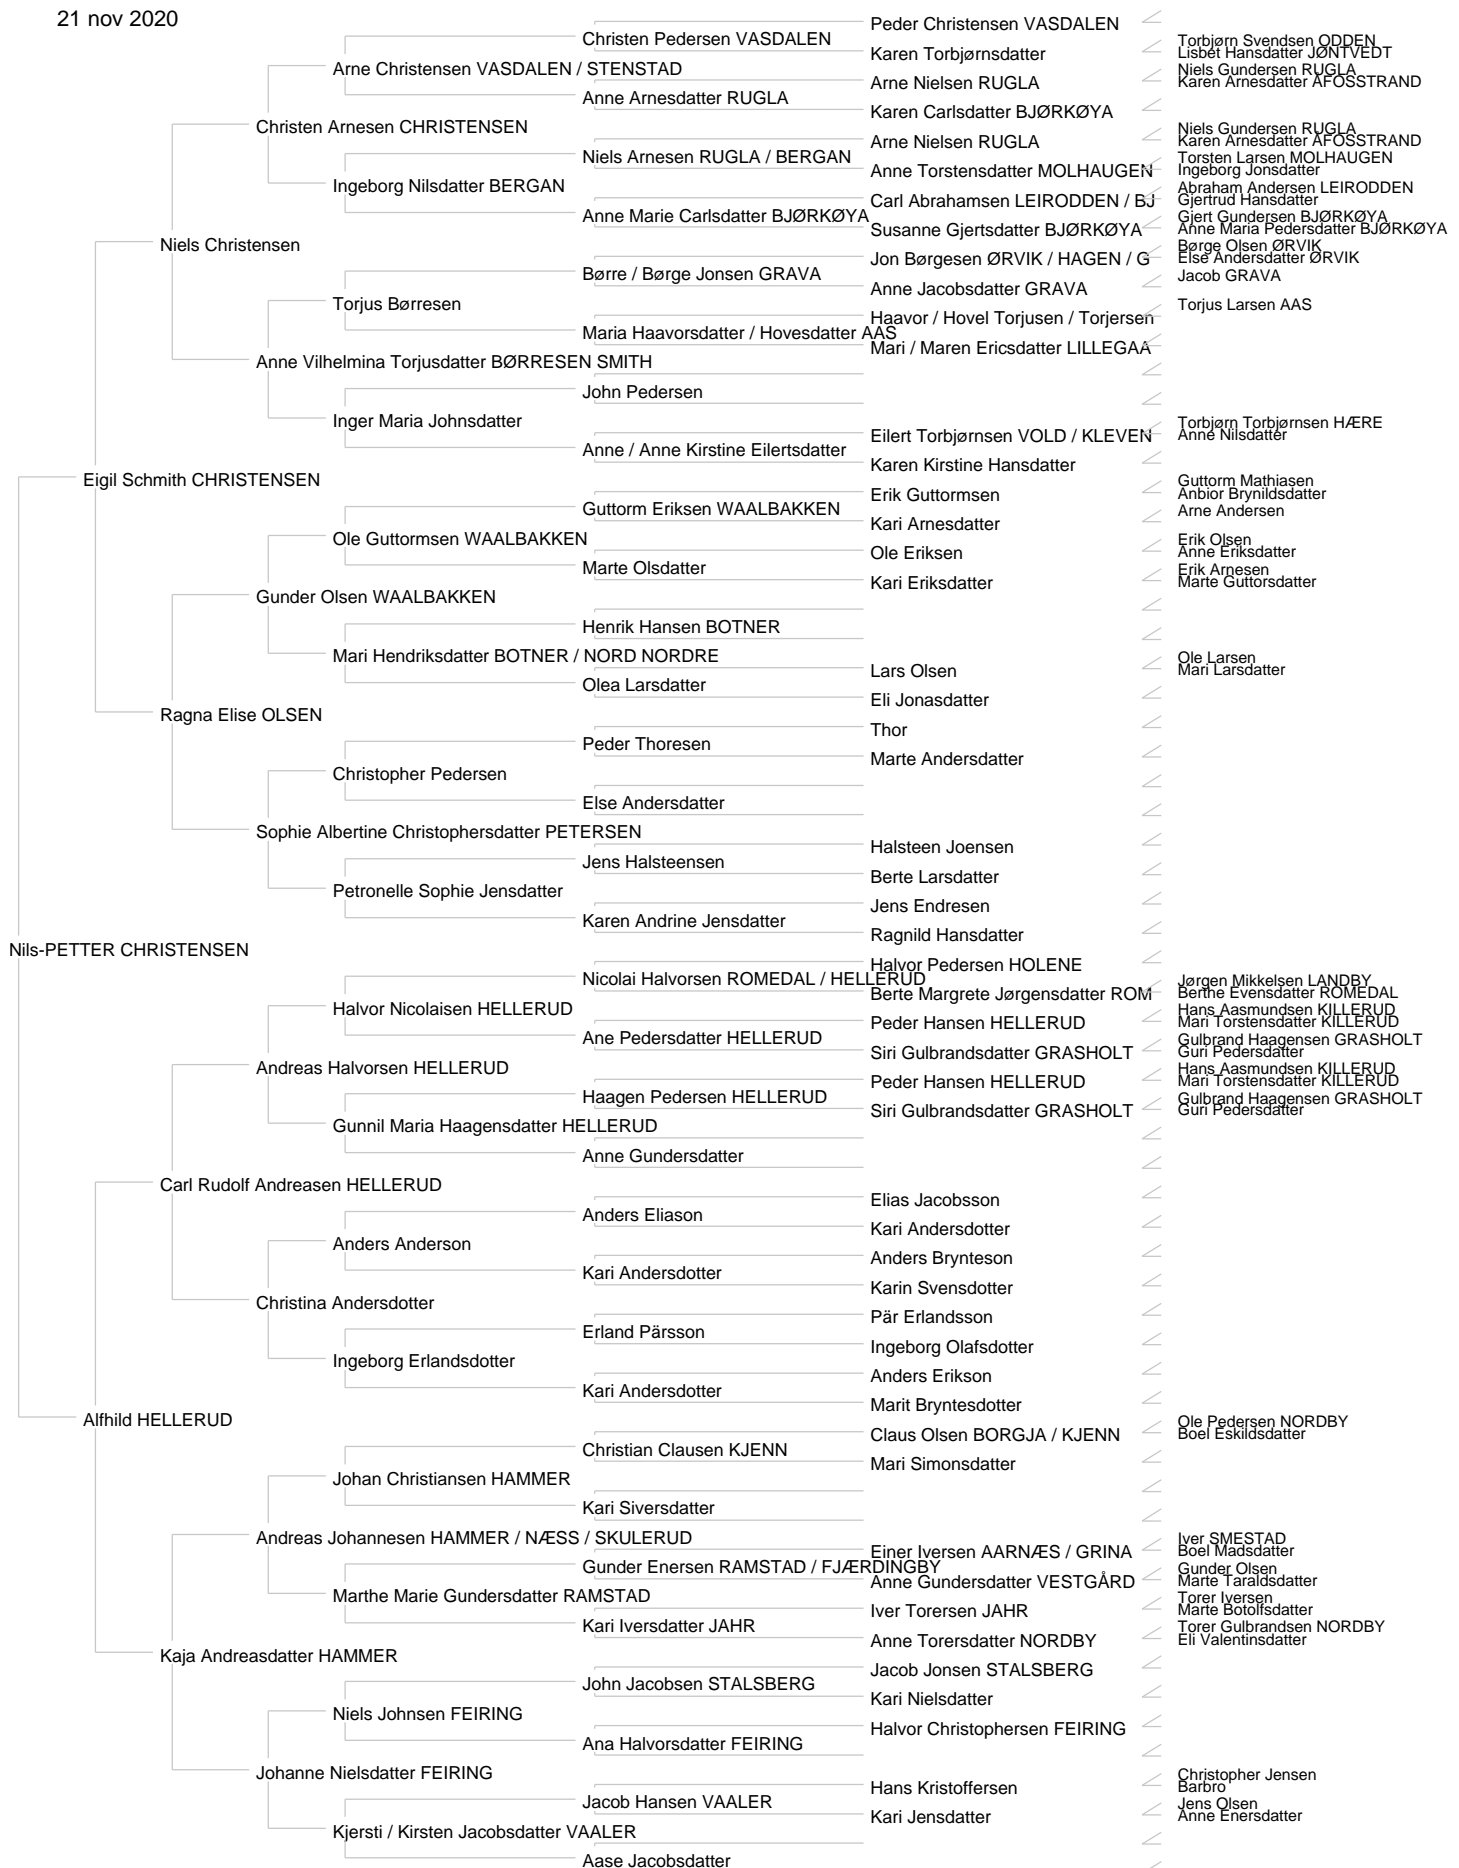 21 nov 2020
Peder Christensen VASDALEN
Christen Pedersen VASDALEN
Torbjørn Svendsen ODDEN
Karen Torbjørnsdatter
Lisbet Hansdatter JØNTVEDT
Arne Christensen VASDALEN / STENSTAD
Niels Gundersen RUGLA
Arne Nielsen RUGLA
Karen Arnesdatter AFOSSTRAND
Anne Arnesdatter RUGLA
Karen Carlsdatter BJØRKØYA
Christen Arnesen CHRISTENSEN
Niels Gundersen RUGLA
Arne Nielsen RUGLA
Karen Arnesdatter AFOSSTRAND
Niels Arnesen RUGLA / BERGAN
Torsten Larsen MOLHAUGEN
Anne Torstensdatter MOLHAUGEN
Ingeborg Jonsdatter
Ingeborg Nilsdatter BERGAN
Abraham Andersen LEIRODDEN
Carl Abrahamsen LEIRODDEN / BJ
Gjertrud Hansdatter
Anne Marie Carlsdatter BJØRKØYA
Gjert Gundersen BJØRKØYA
Susanne Gjertsdatter BJØRKØYA
Anne Maria Pedersdatter BJØRKØYA
Niels Christensen
Børge Olsen ØRVIK
Jon Børgesen ØRVIK / HAGEN / G
Else Andersdatter ØRVIK
Børre / Børge Jonsen GRAVA
Jacob GRAVA
Anne Jacobsdatter GRAVA
Torjus Børresen
Torjus Larsen AAS
Haavor / Hovel Torjusen / Torjersen
Maria Haavorsdatter / Hovesdatter AAS
Mari / Maren Ericsdatter LILLEGAA
Anne Vilhelmina Torjusdatter BØRRESEN SMITH
John Pedersen
Inger Maria Johnsdatter
Torbjørn Torbjørnsen HÆRE
Eilert Torbjørnsen VOLD / KLEVEN
Anne Nilsdatter
Anne / Anne Kirstine Eilertsdatter
Karen Kirstine Hansdatter
Eigil Schmith CHRISTENSEN
Guttorm Mathiasen
Erik Guttormsen
Anbior Brynildsdatter
Guttorm Eriksen WAALBAKKEN
Arne Andersen
Kari Arnesdatter
Ole Guttormsen WAALBAKKEN
Erik Olsen
Ole Eriksen
Anne Eriksdatter
Marte Olsdatter
Erik Arnesen
Kari Eriksdatter
Marte Guttorsdatter
Gunder Olsen WAALBAKKEN
Henrik Hansen BOTNER
Mari Hendriksdatter BOTNER / NORD NORDRE
Ole Larsen
Lars Olsen
Mari Larsdatter
Olea Larsdatter
Eli Jonasdatter
Ragna Elise OLSEN
Thor
Peder Thoresen
Marte Andersdatter
Christopher Pedersen
Else Andersdatter
Sophie Albertine Christophersdatter PETERSEN
Halsteen Joensen
Jens Halsteensen
Berte Larsdatter
Petronelle Sophie Jensdatter
Jens Endresen
Karen Andrine Jensdatter
Ragnild Hansdatter
Nils-PETTER CHRISTENSEN
Halvor Pedersen HOLENE
Nicolai Halvorsen ROMEDAL / HELLERUD
Jørgen Mikkelsen LANDBY
Berte Margrete Jørgensdatter ROM
Berthe Evensdatter ROMEDAL
Halvor Nicolaisen HELLERUD
Hans Aasmundsen KILLERUD
Peder Hansen HELLERUD
Mari Torstensdatter KILLERUD
Ane Pedersdatter HELLERUD
Gulbrand Haagensen GRASHOLT
Siri Gulbrandsdatter GRASHOLT
Guri Pedersdatter
Andreas Halvorsen HELLERUD
Hans Aasmundsen KILLERUD
Peder Hansen HELLERUD
Mari Torstensdatter KILLERUD
Haagen Pedersen HELLERUD
Gulbrand Haagensen GRASHOLT
Siri Gulbrandsdatter GRASHOLT
Guri Pedersdatter
Gunnil Maria Haagensdatter HELLERUD
Anne Gundersdatter
Carl Rudolf Andreasen HELLERUD
Elias Jacobsson
Anders Eliason
Kari Andersdotter
Anders Anderson
Anders Brynteson
Kari Andersdotter
Karin Svensdotter
Christina Andersdotter
Pär Erlandsson
Erland Pärsson
Ingeborg Olafsdotter
Ingeborg Erlandsdotter
Anders Erikson
Kari Andersdotter
Marit Bryntesdotter
Alfhild HELLERUD
Ole Pedersen NORDBY
Claus Olsen BORGJA / KJENN
Boel Eskildsdatter
Christian Clausen KJENN
Mari Simonsdatter
Johan Christiansen HAMMER
Kari Siversdatter
Andreas Johannesen HAMMER / NÆSS / SKULERUD
Iver SMESTAD
Einer Iversen AARNÆS / GRINA
Boel Madsdatter
Gunder Enersen RAMSTAD / FJÆRDINGBY
Gunder Olsen
Anne Gundersdatter VESTGÅRD
Marte Taraldsdatter
Marthe Marie Gundersdatter RAMSTAD
Torer Iversen
Iver Torersen JAHR
Marte Botolfsdatter
Kari Iversdatter JAHR
Torer Gulbrandsen NORDBY
Anne Torersdatter NORDBY
Eli Valentinsdatter
Kaja Andreasdatter HAMMER
Jacob Jonsen STALSBERG
John Jacobsen STALSBERG
Kari Nielsdatter
Niels Johnsen FEIRING
Halvor Christophersen FEIRING
Ana Halvorsdatter FEIRING
Johanne Nielsdatter FEIRING
Christopher Jensen
Hans Kristoffersen
Barbro
Jacob Hansen VAALER
Jens Olsen
Kari Jensdatter
Anne Enersdatter
Kjersti / Kirsten Jacobsdatter VAALER
Aase Jacobsdatter